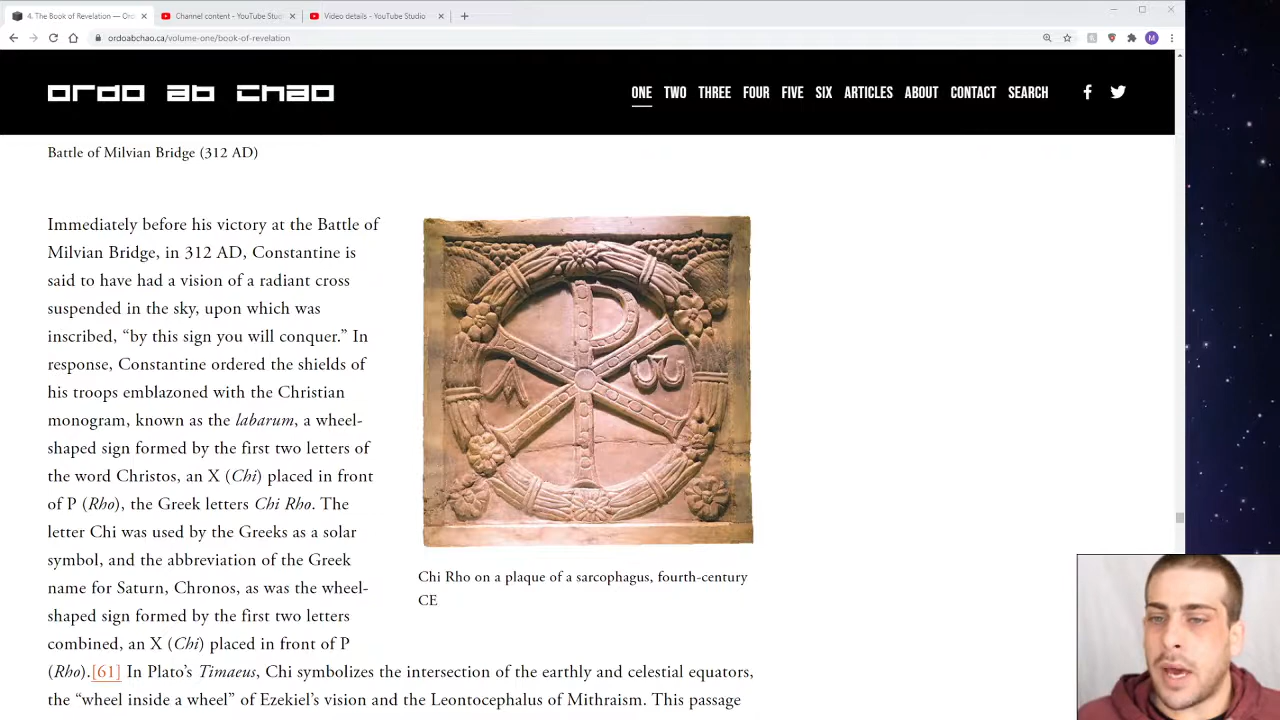 4. The Book of Revelation — Ord
Channel content - YouTube Stud
Video details - YouTube Studio
ordoabchao.ca/volume-one/book-of-revelation
M
ordo ab chao
ONE TWO THREE FOUR FIVE SIX ARTICLES ABOUT CONTACT SEARCH
Battle of Milvian Bridge (312 AD)
Immediately before his victory at the Battle of
Milvian Bridge, in 312 AD, Constantine is
said to have had a vision of a radiant cross
suspended in the sky, upon which was
inscribed, “by this sign you will conquer.” In
response, Constantine ordered the shields of
his troops emblazoned with the Christian
monogram, known as the labarum, a wheel-
shaped sign formed by the first two letters of
the word Christos, an X (Chi) placed in front
of P (Rho), the Greek letters Chi Rho. The
letter Chi was used by the Greeks as a solar
symbol, and the abbreviation of the Greek
name for Saturn, Chronos, as was the wheel-
shaped sign formed by the first two letters
combined, an X (Chi) placed in front of P
(Rho).[61] In Plato’s Timaeus, Chi symbolizes the intersection of the earthly and celestial equators,
the “wheel inside a wheel” of Ezekiel’s vision and the Leontocephalus of Mithraism. This passage
Chi Rho on a plaque of a sarcophagus, fourth-century
CE